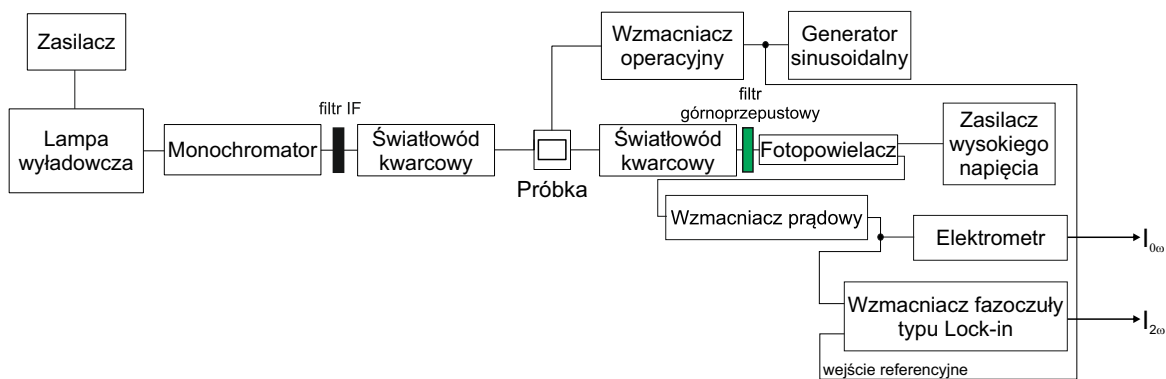 Zasilacz
Lampa
wyładowcza
Monochromator
filtr IF
Światłowód
kwarcowy
Próbka
Wzmacniacz
operacyjny
Generator
sinusoidalny
Światłowód
kwarcowy
filtr
górnoprzepustowy
Fotopowielacz
Zasilacz
wysokiego
napięcia
Wzmacniacz prądowy
Elektrometr
I0ω
Wzmacniacz fazoczuły
typu Lock-in
I2ω
wejście referencyjne